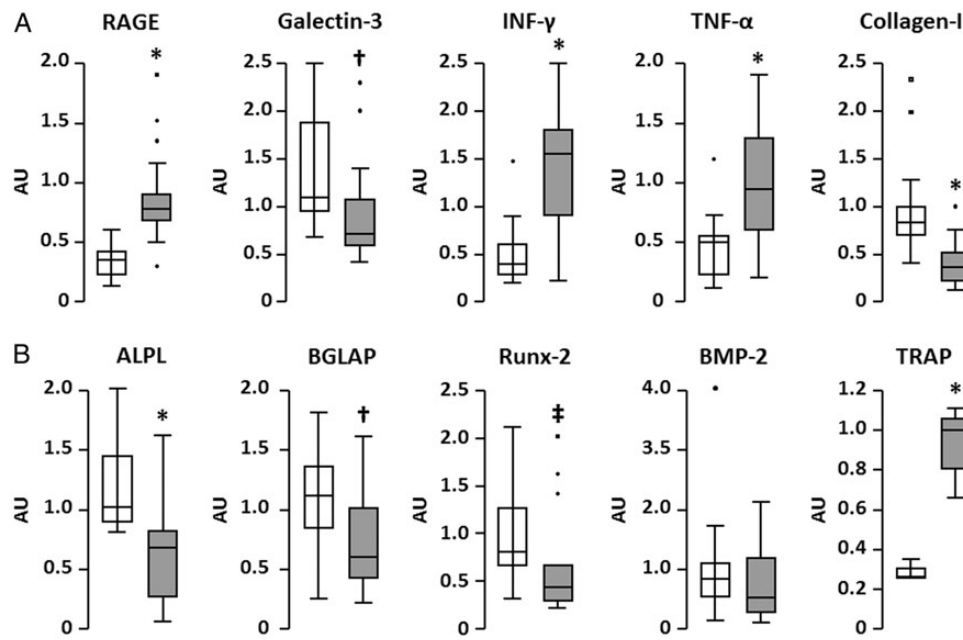 A RAGE Galectin-3 INF-γ TNF-α Collagen-I
* † * * *
2.0 2.5 2.5 2.0 2.5
1.5 2.0 2.0 1.5 2.0
1.0 1.5 1.5 1.0 1.5
0.5 1.0 1.0 0.5 1.0
0 0.5 0.5 0 0.5
0 0 0
AU AU AU AU AU
B ALPL BGLAP Runx-2 BMP-2 TRAP
* † ‡ *
2.0 2.0 2.5 4.0 1.2
1.5 1.5 2.0 3.5 1.0
1.0 1.0 1.5 2.0 0.8
0.5 0.5 1.0 1.0 0.6
0 0 0.5 0 0.4
0 0.2
0
AU AU AU AU AU